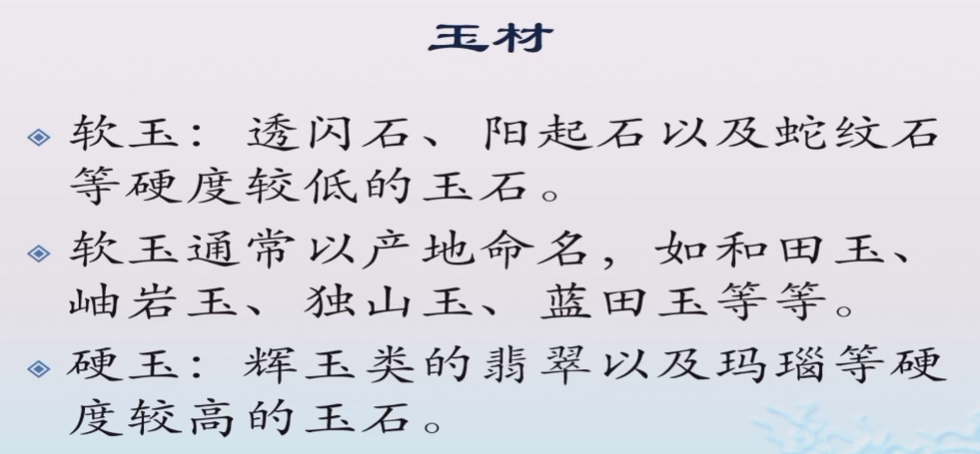 玉材
软玉：透闪石、阳起石以及蛇纹石
等硬度较低的玉石。
软玉通常以产地命名，如和田玉、
岫岩玉、独山玉、蓝田玉等等。
硬玉：辉玉类的翡翠以及玛瑙等硬
度较高的玉石。